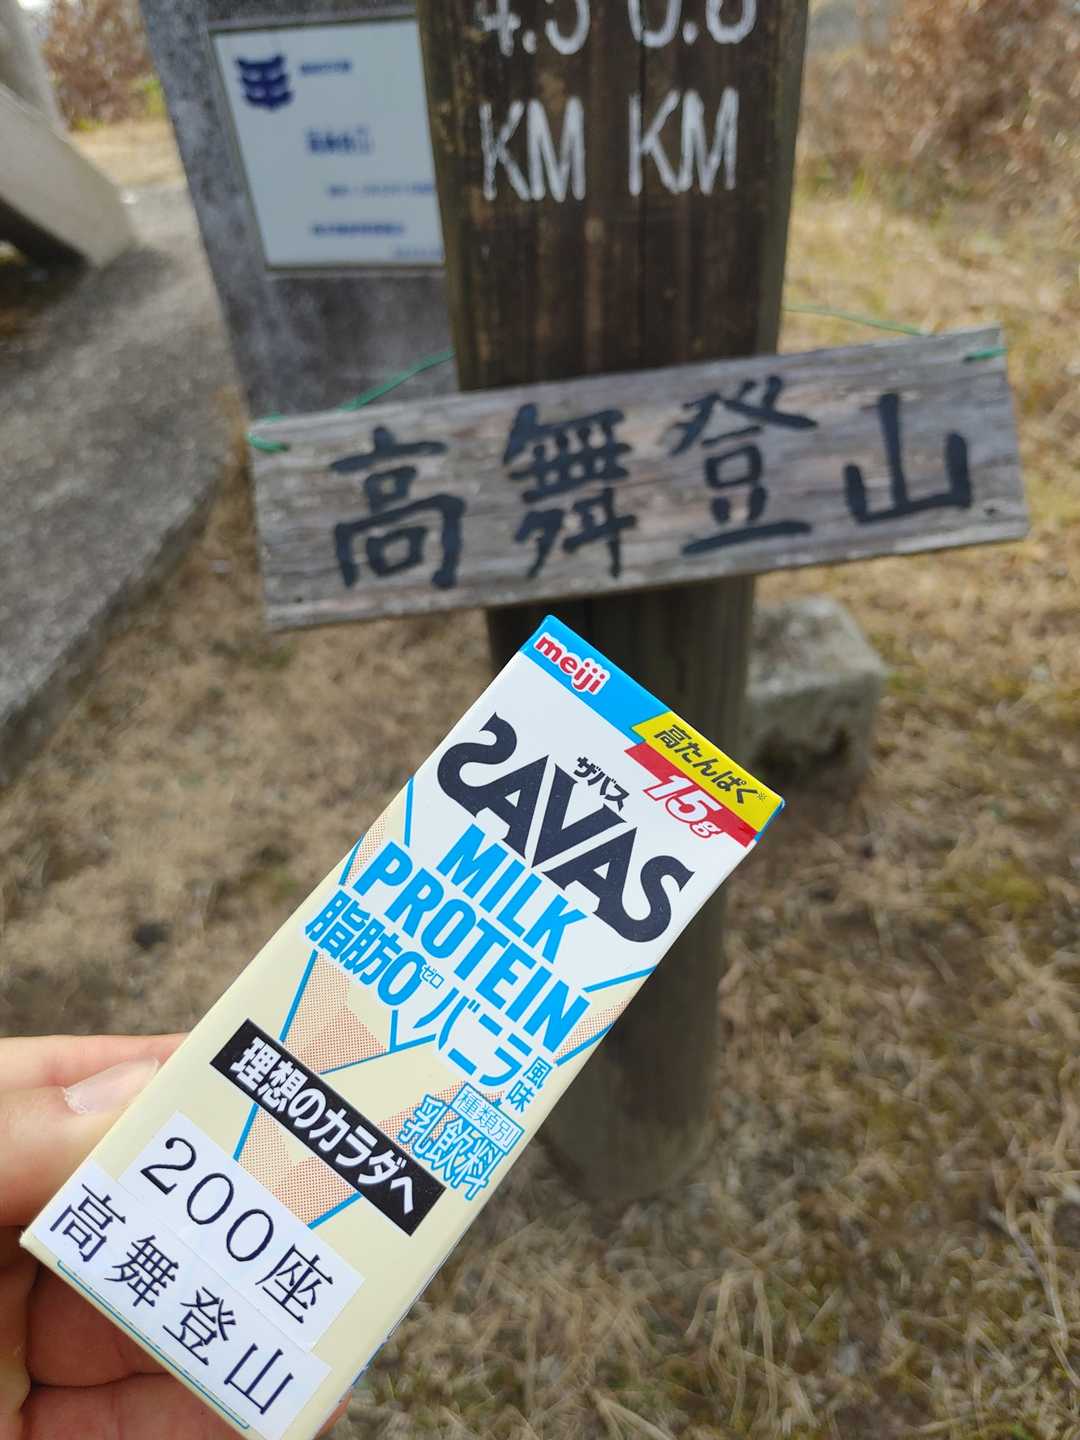 KM KM
高舞登山
meiji
高たんぱく※
15g
ザバス
SAVAS
MILK
PROTEIN
脂肪0ゼロ
バニラ風味
種類別
乳飲料
理想のカラダへ
200座
高舞登山